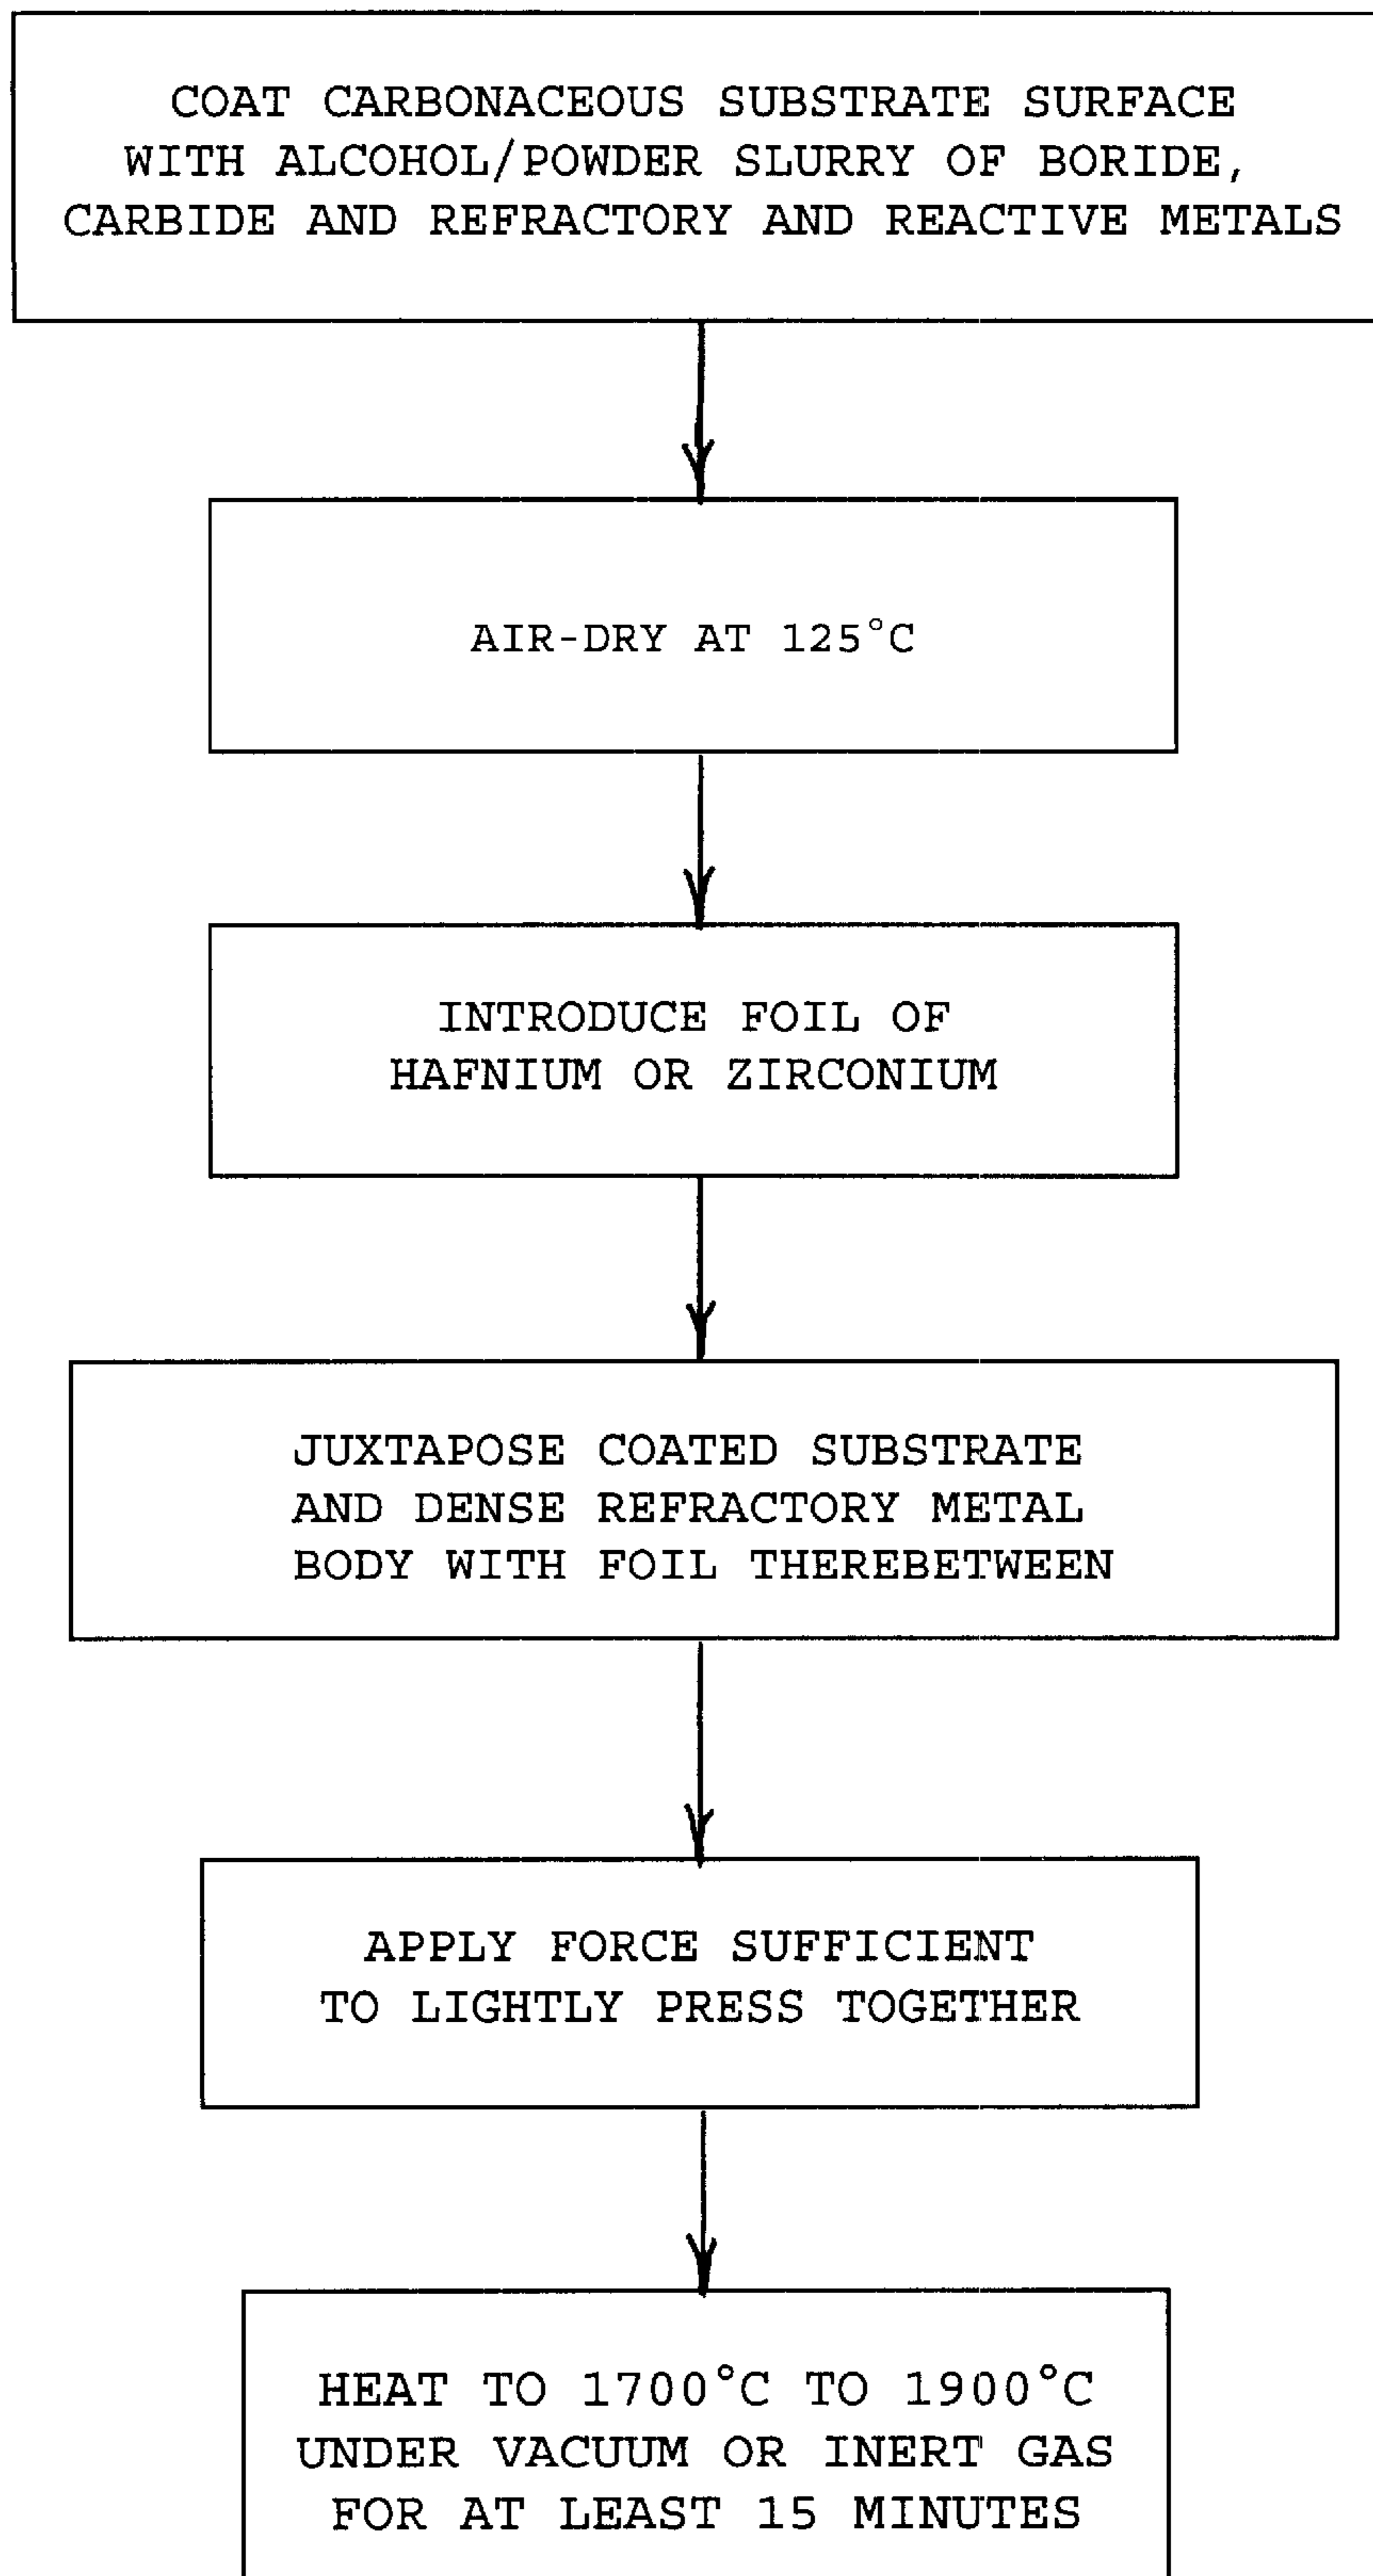 COAT CARBONACEOUS SUBSTRATE SURFACE
WITH ALCOHOL/POWDER SLURRY OF BORIDE,
CARBIDE AND REFRACTORY AND REACTIVE METALS
AIR-DRY AT 125°C
INTRODUCE FOIL OF
HAFNIUM OR ZIRCONIUM
JUXTAPOSE COATED SUBSTRATE
AND DENSE REFRACTORY METAL
BODY WITH FOIL THEREBETWEEN
APPLY FORCE SUFFICIENT
TO LIGHTLY PRESS TOGETHER
HEAT TO 1700°C TO 1900°C
UNDER VACUUM OR INERT GAS
FOR AT LEAST 15 MINUTES